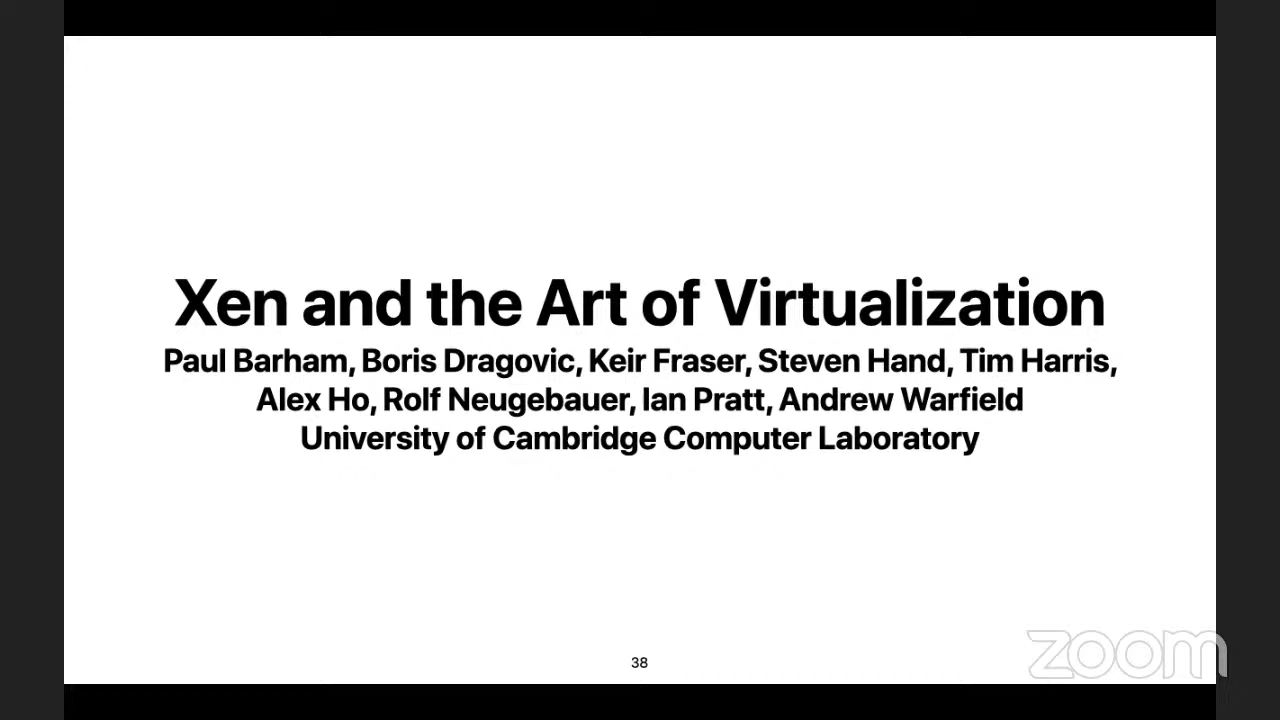 Xen and the Art of Virtualization
Paul Barham, Boris Dragovic, Keir Fraser, Steven Hand, Tim Harris,
Alex Ho, Rolf Neugebauer, Ian Pratt, Andrew Warfield
University of Cambridge Computer Laboratory
38
zoom